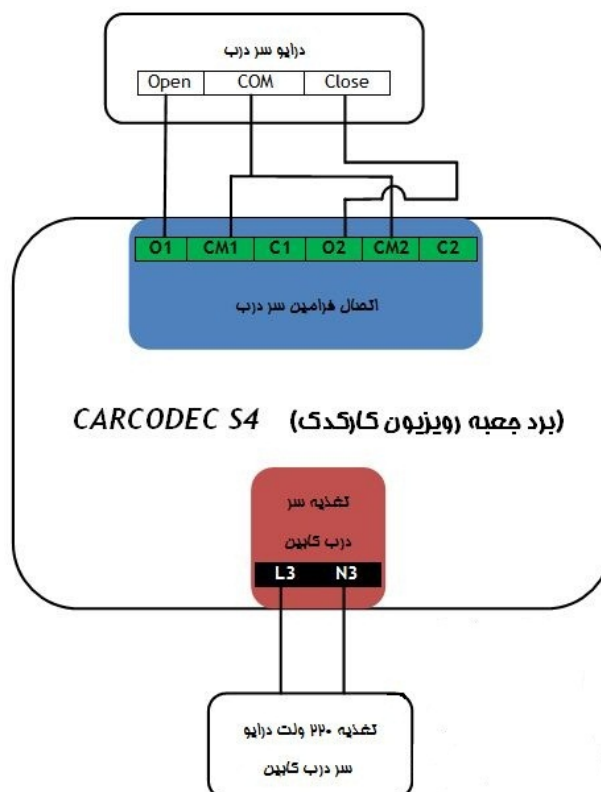 درایو سر درب
Open COM Close
O1 CM1 C1 O2 CM2 C2
اتصال فرامین سر درب
CARCODEC S4 (برد جعبه رویزیون کارکدک)
تغذیه سر
درب کابین
L3 N3
تغذیه ۲۲۰ ولت درایو
سر درب کابین